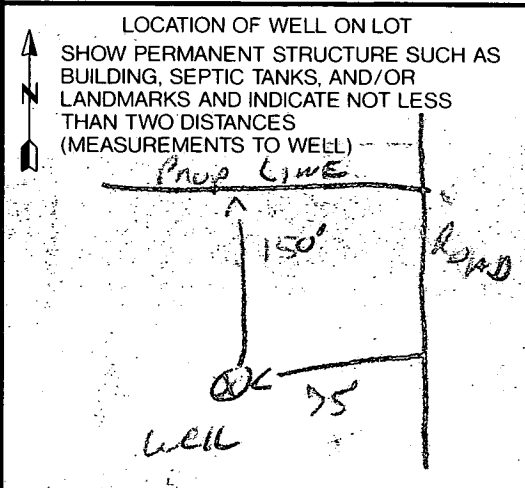 LOCATION OF WELL ON LOT
SHOW PERMANENT STRUCTURE SUCH AS
BUILDING, SEPTIC TANKS, AND/OR
LANDMARKS AND INDICATE NOT LESS
THAN TWO DISTANCES
(MEASUREMENTS TO WELL)
N
PROP LINE
150'
ROAD
75'
WELL